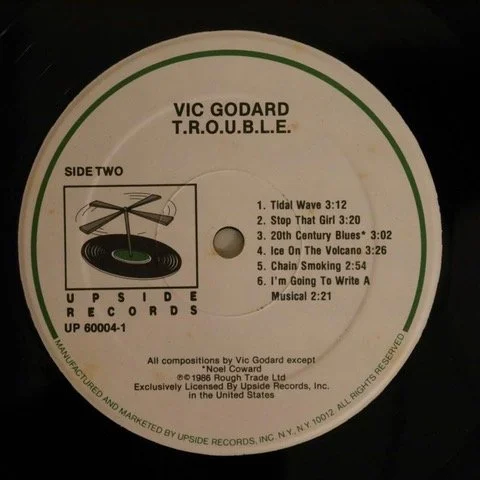 VIC GODARD
T.R.O.U.B.L.E.
SIDE TWO
UPSIDE
RECORDS
UP 60004-1
1. Tidal Wave 3:12
2. Stop That Girl 3:20
3. 20th Century Blues* 3:02
4. Ice On The Volcano 3:26
5. Chain Smoking 2:54
6. I'm Going To Write A
Musical 2:21
All compositions by Vic Godard except
*Noel Coward
℗©1986 Rough Trade Ltd
Exclusively Licensed By Upside Records, Inc.
in the United States
MANUFACTURED AND MARKETED BY UPSIDE RECORDS, INC. N.Y., N.Y. 10012. ALL RIGHTS RESERVED